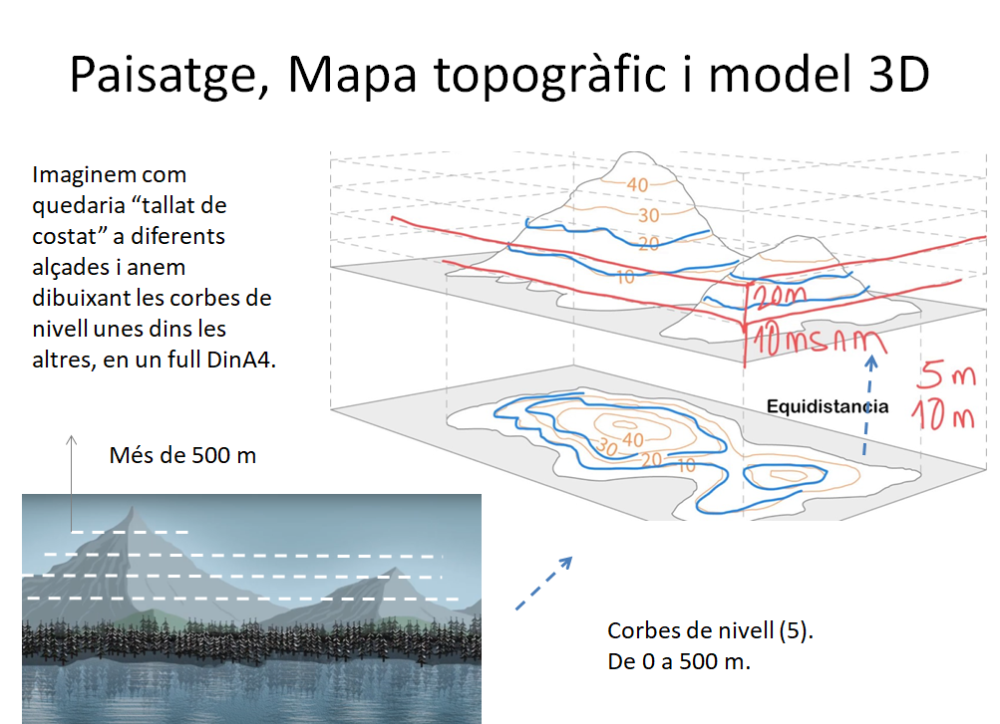 Paisatge, Mapa topogràfic i model 3D
Imaginem com
quedaria “tallat de
costat” a diferents
alçades i anem
dibuixant les corbes de
nivell unes dins les
altres, en un full DinA4.
40
30
20
10
20m
10 msnm
5 m
10 m
Equidistancia
30
40
20
10
Més de 500 m
Corbes de nivell (5).
De 0 a 500 m.